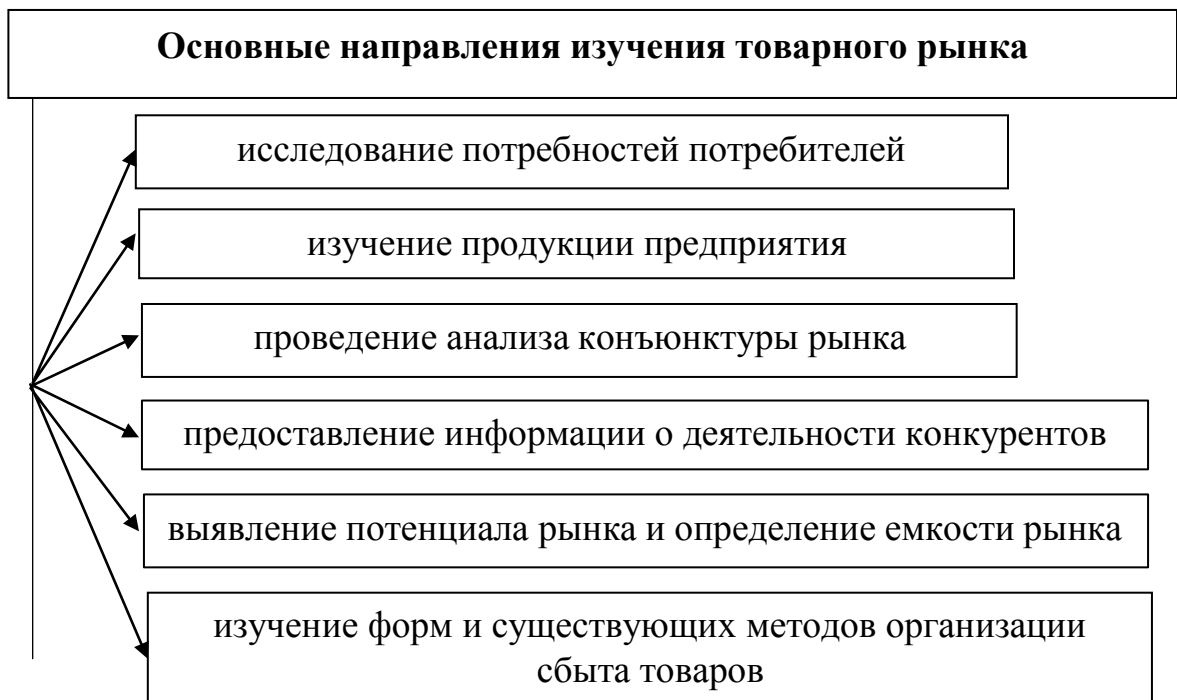 Основные направления изучения товарного рынка
исследование потребностей потребителей
изучение продукции предприятия
проведение анализа конъюнктуры рынка
предоставление информации о деятельности конкурентов
выявление потенциала рынка и определение емкости рынка
изучение форм и существующих методов организации
сбыта товаров